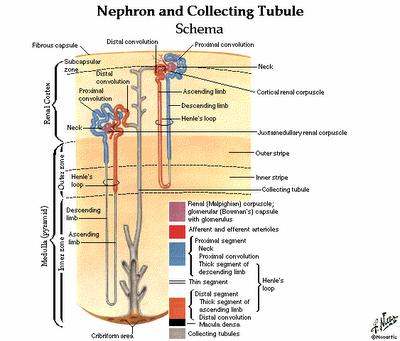 Nephron and Collecting Tubule
Schema
Distal convolution
Proximal convolution
Fibrous capsule
Subcapsular
zone
Distal
convolution
Neck
Proximal
convolution
Ascending limb
Cortical renal corpuscle
Descending limb
Renal Cortex
Henle's loop
Neck
Juxtamedullary renal corpuscle
Outer stripe
Outer zone
Henle's
loop
Inner stripe
Collecting tubule
Medulla (pyramid)
Inner zone
Descending
limb
Ascending
limb
Renal (Malpighian) corpuscle;
glomerular (Bowman's) capsule
with glomerulus
Afferent and efferent arterioles
Proximal segment
Neck
Proximal convolution
Thick segment of
descending limb
Thin segment
Henle's
loop
Distal segment
Thick segment of
ascending limb
Distal convolution
Macula densa
Collecting tubules
Cribriform area